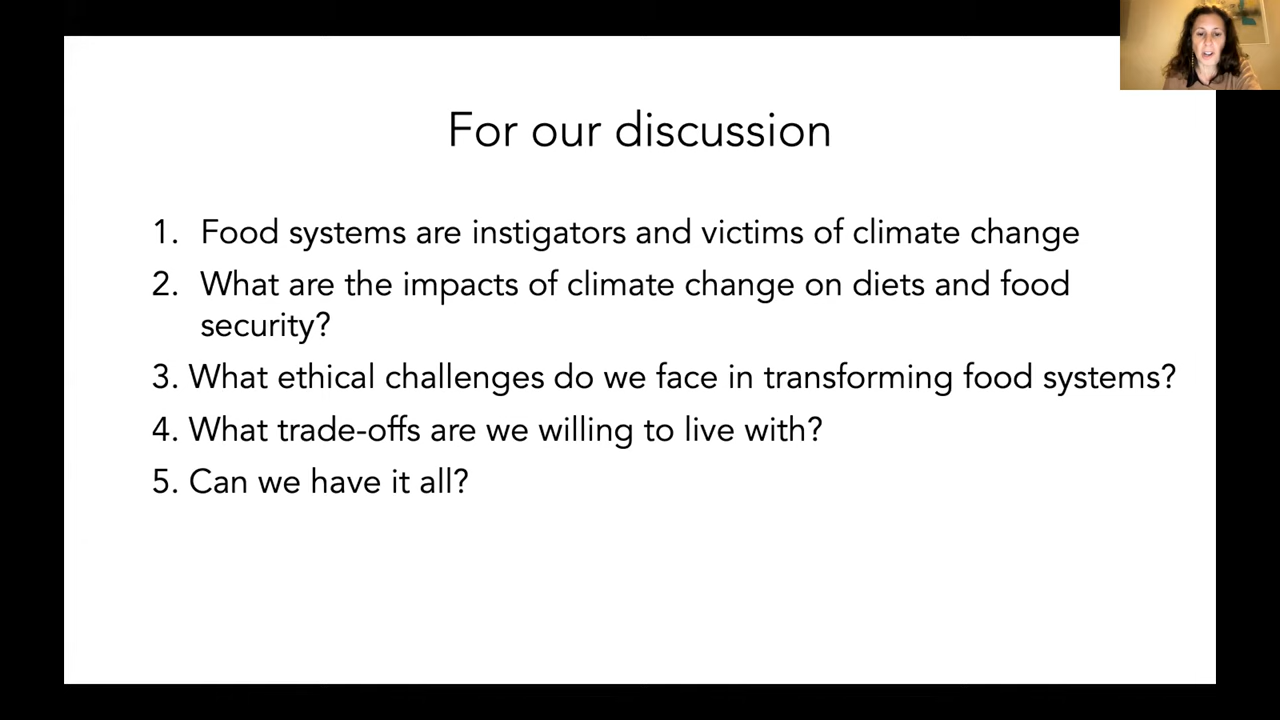 For our discussion
1. Food systems are instigators and victims of climate change
2. What are the impacts of climate change on diets and food
security?
3. What ethical challenges do we face in transforming food systems?
4. What trade-offs are we willing to live with?
5. Can we have it all?